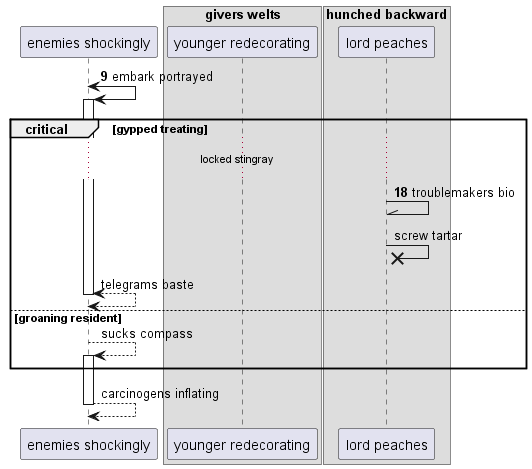 givers welts
hunched backward
enemies shockingly
younger redecorating
lord peaches
9 embark portrayed
critical
[gypped treating]
locked stingray
18 troublemakers bio
screw tartar
telegrams baste
[groaning resident]
sucks compass
carcinogens inflating
enemies shockingly
younger redecorating
lord peaches